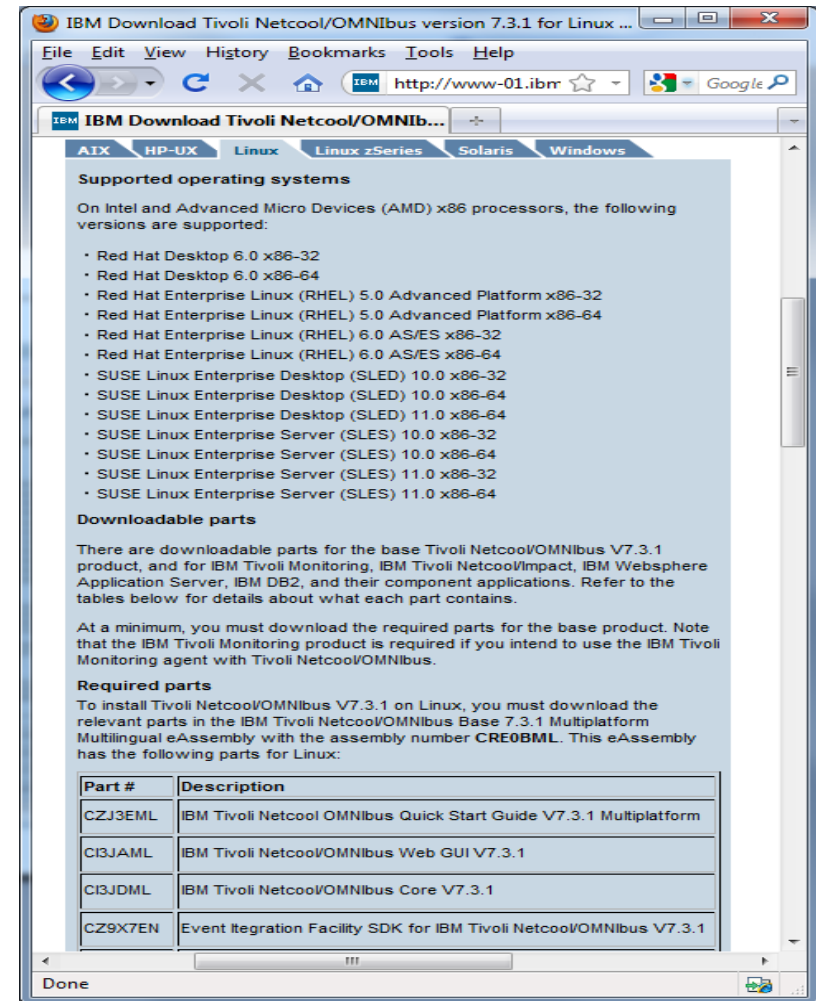 IBM Download Tivoli Netcool/OMNIbus version 7.3.1 for Linux ...
File Edit View History Bookmarks Tools Help
IBM http://www-01.ibm Google
IBM IBM Download Tivoli Netcool/OMNIb...
AIX HP-UX Linux Linux zSeries Solaris Windows
Supported operating systems
On Intel and Advanced Micro Devices (AMD) x86 processors, the following
versions are supported:
· Red Hat Desktop 6.0 x86-32
· Red Hat Desktop 6.0 x86-64
· Red Hat Enterprise Linux (RHEL) 5.0 Advanced Platform x86-32
· Red Hat Enterprise Linux (RHEL) 5.0 Advanced Platform x86-64
· Red Hat Enterprise Linux (RHEL) 6.0 AS/ES x86-32
· Red Hat Enterprise Linux (RHEL) 6.0 AS/ES x86-64
· SUSE Linux Enterprise Desktop (SLED) 10.0 x86-32
· SUSE Linux Enterprise Desktop (SLED) 10.0 x86-64
· SUSE Linux Enterprise Desktop (SLED) 11.0 x86-64
· SUSE Linux Enterprise Server (SLES) 10.0 x86-32
· SUSE Linux Enterprise Server (SLES) 10.0 x86-64
· SUSE Linux Enterprise Server (SLES) 11.0 x86-32
· SUSE Linux Enterprise Server (SLES) 11.0 x86-64
Downloadable parts
There are downloadable parts for the base Tivoli Netcool/OMNIbus V7.3.1
product, and for IBM Tivoli Monitoring, IBM Tivoli Netcool/Impact, IBM Websphere
Application Server, IBM DB2, and their component applications. Refer to the
tables below for details about what each part contains.
At a minimum, you must download the required parts for the base product. Note
that the IBM Tivoli Monitoring product is required if you intend to use the IBM Tivoli
Monitoring agent with Tivoli Netcool/OMNIbus.
Required parts
To install Tivoli Netcool/OMNIbus V7.3.1 on Linux, you must download the
relevant parts in the IBM Tivoli Netcool/OMNIbus Base 7.3.1 Multiplatform
Multilingual eAssembly with the assembly number CRE0BML. This eAssembly
has the following parts for Linux:
Part # Description
CZJ3EML IBM Tivoli Netcool OMNIbus Quick Start Guide V7.3.1 Multiplatform
CI3JAML IBM Tivoli Netcool/OMNIbus Web GUI V7.3.1
CI3JDML IBM Tivoli Netcool/OMNIbus Core V7.3.1
CZ9X7EN Event Itegration Facility SDK for IBM Tivoli Netcool/OMNIbus V7.3.1
Done